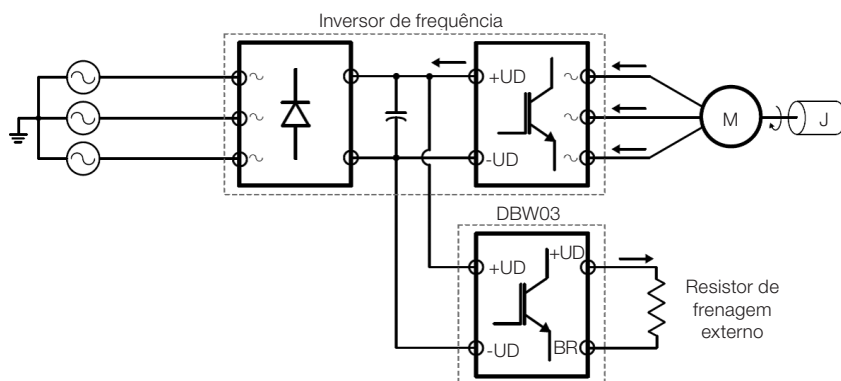 Inversor de frequência
+UD
-UD
M
J
DBW03
+UD
+UD
-UD
BR
Resistor de
frenagem
externo